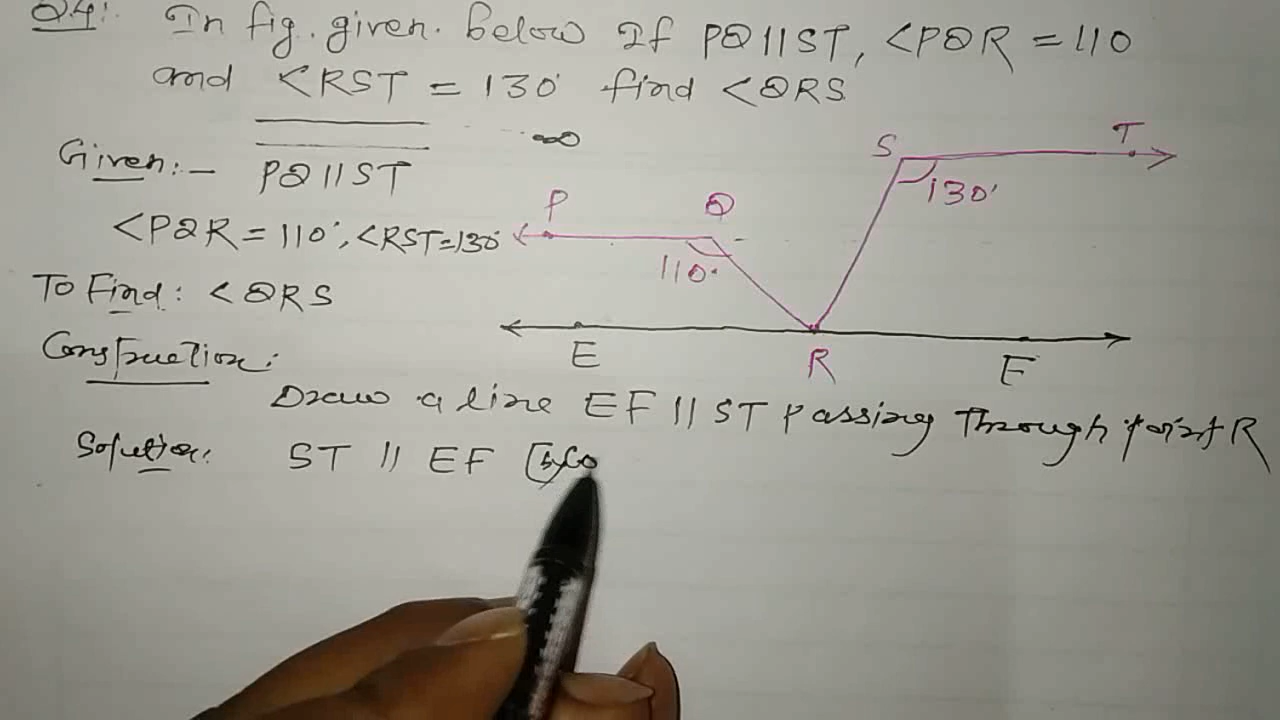 Q4:. In fig. given. below If PQ||ST, <PQR = 110
and <RST = 130° find <QRS
Given:- PQ||ST
<PQR = 110°, <RST=130°
To Find: <QRS
Construction:
Draw a line EF||ST passing Through point R
Solution: ST || EF [by co
S T
130°
P Q
110°
E R F